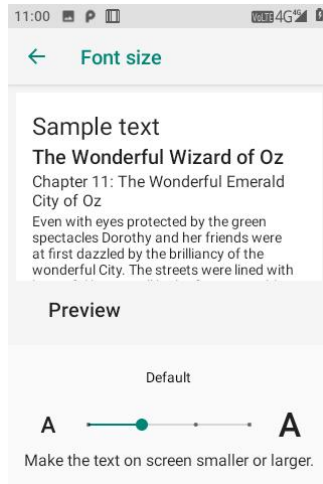 11:00 VoLTE 4G
Font size
Sample text
The Wonderful Wizard of Oz
Chapter 11: The Wonderful Emerald
City of Oz
Even with eyes protected by the green
spectacles Dorothy and her friends were
at first dazzled by the brilliancy of the
wonderful City. The streets were lined with
Preview
Default
A A
Make the text on screen smaller or larger.